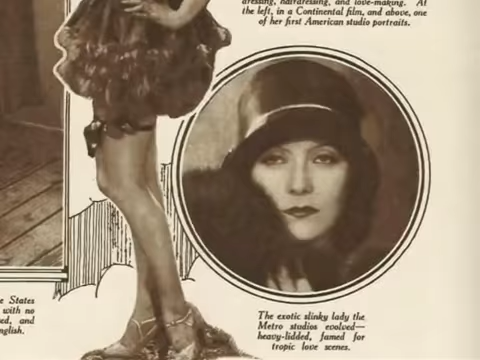 dressing, hairdressing, and love-making. At
the left, in a Continental film, and above, one
of her first American studio portraits.
e States
with no
ed, and
nglish.
The exotic slinky lady the
Metro studios evolved—
heavy-lidded, famed for
tropic love scenes.